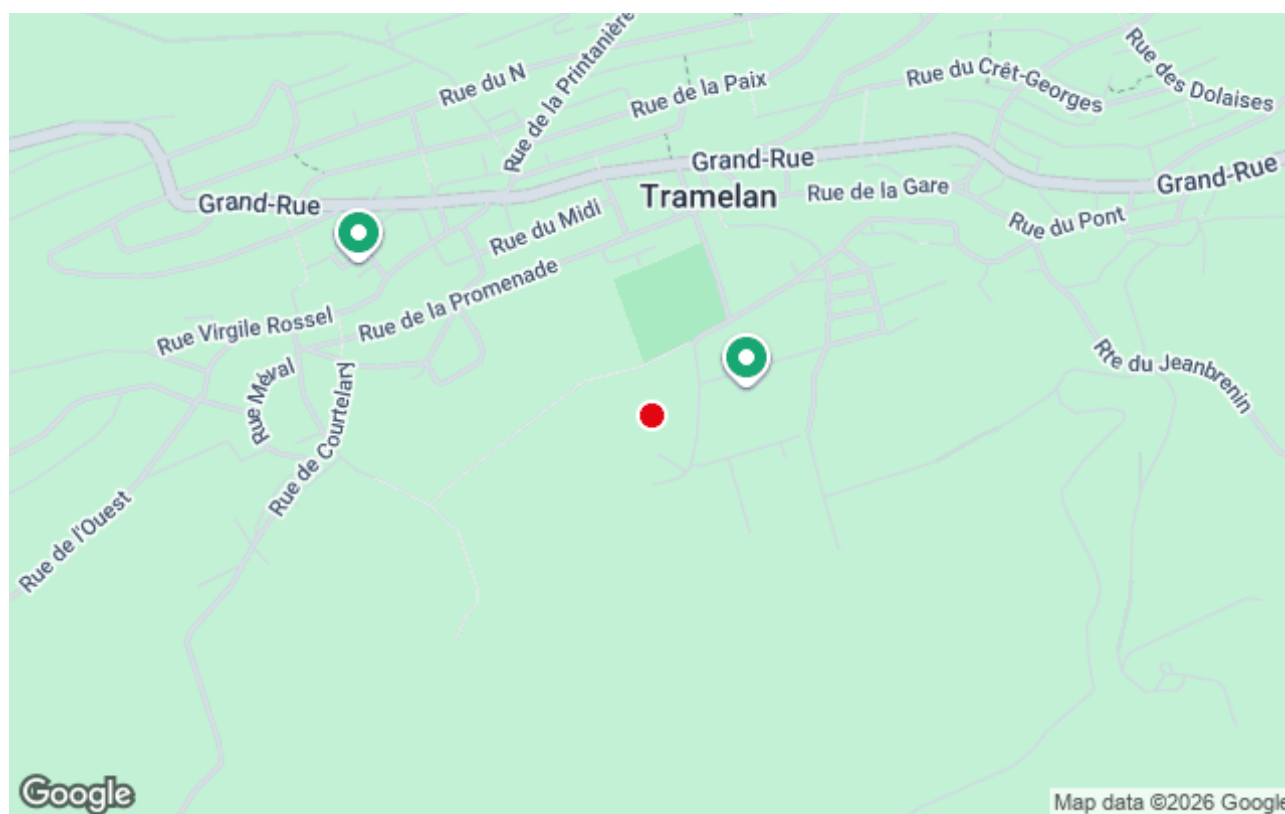 Rue du N
Rue de la Printanière
Rue de la Paix
Rue du Crêt-Georges
Rue des Dolaises
Grand-Rue
Grand-Rue
Grand-Rue
Tramelan
Rue de la Gare
Rue du Midi
Rue du Pont
Rue de la Promenade
Rue Virgile Rossel
Rue Méval
Rue de Courtelary
Rte du Jeanbrenin
Rue de l'Ouest
Google
Map data ©2026 Google